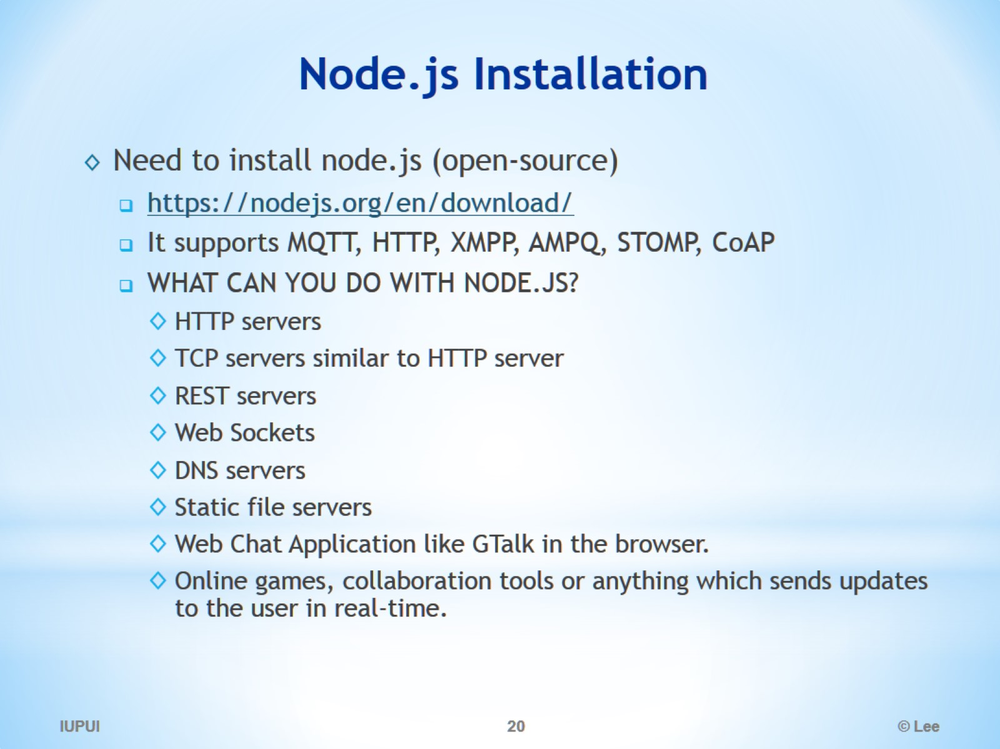 Node.js Installation
Need to install node.js (open-source)
https://nodejs.org/en/download/
It supports MQTT, HTTP, XMPP, AMPQ, STOMP, CoAP
WHAT CAN YOU DO WITH NODE.JS?
HTTP servers
TCP servers similar to HTTP server
REST servers
Web Sockets
DNS servers
Static file servers
Web Chat Application like GTalk in the browser.
Online games, collaboration tools or anything which sends updates
to the user in real-time.
IUPUI
20
© Lee